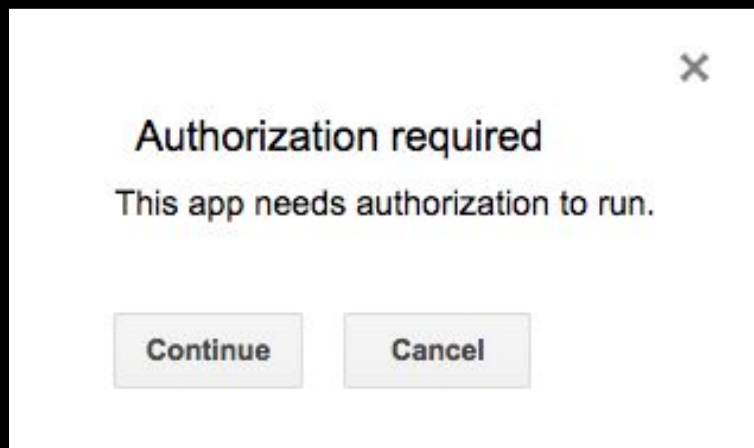 Authorization required
This app needs authorization to run.
Continue Cancel